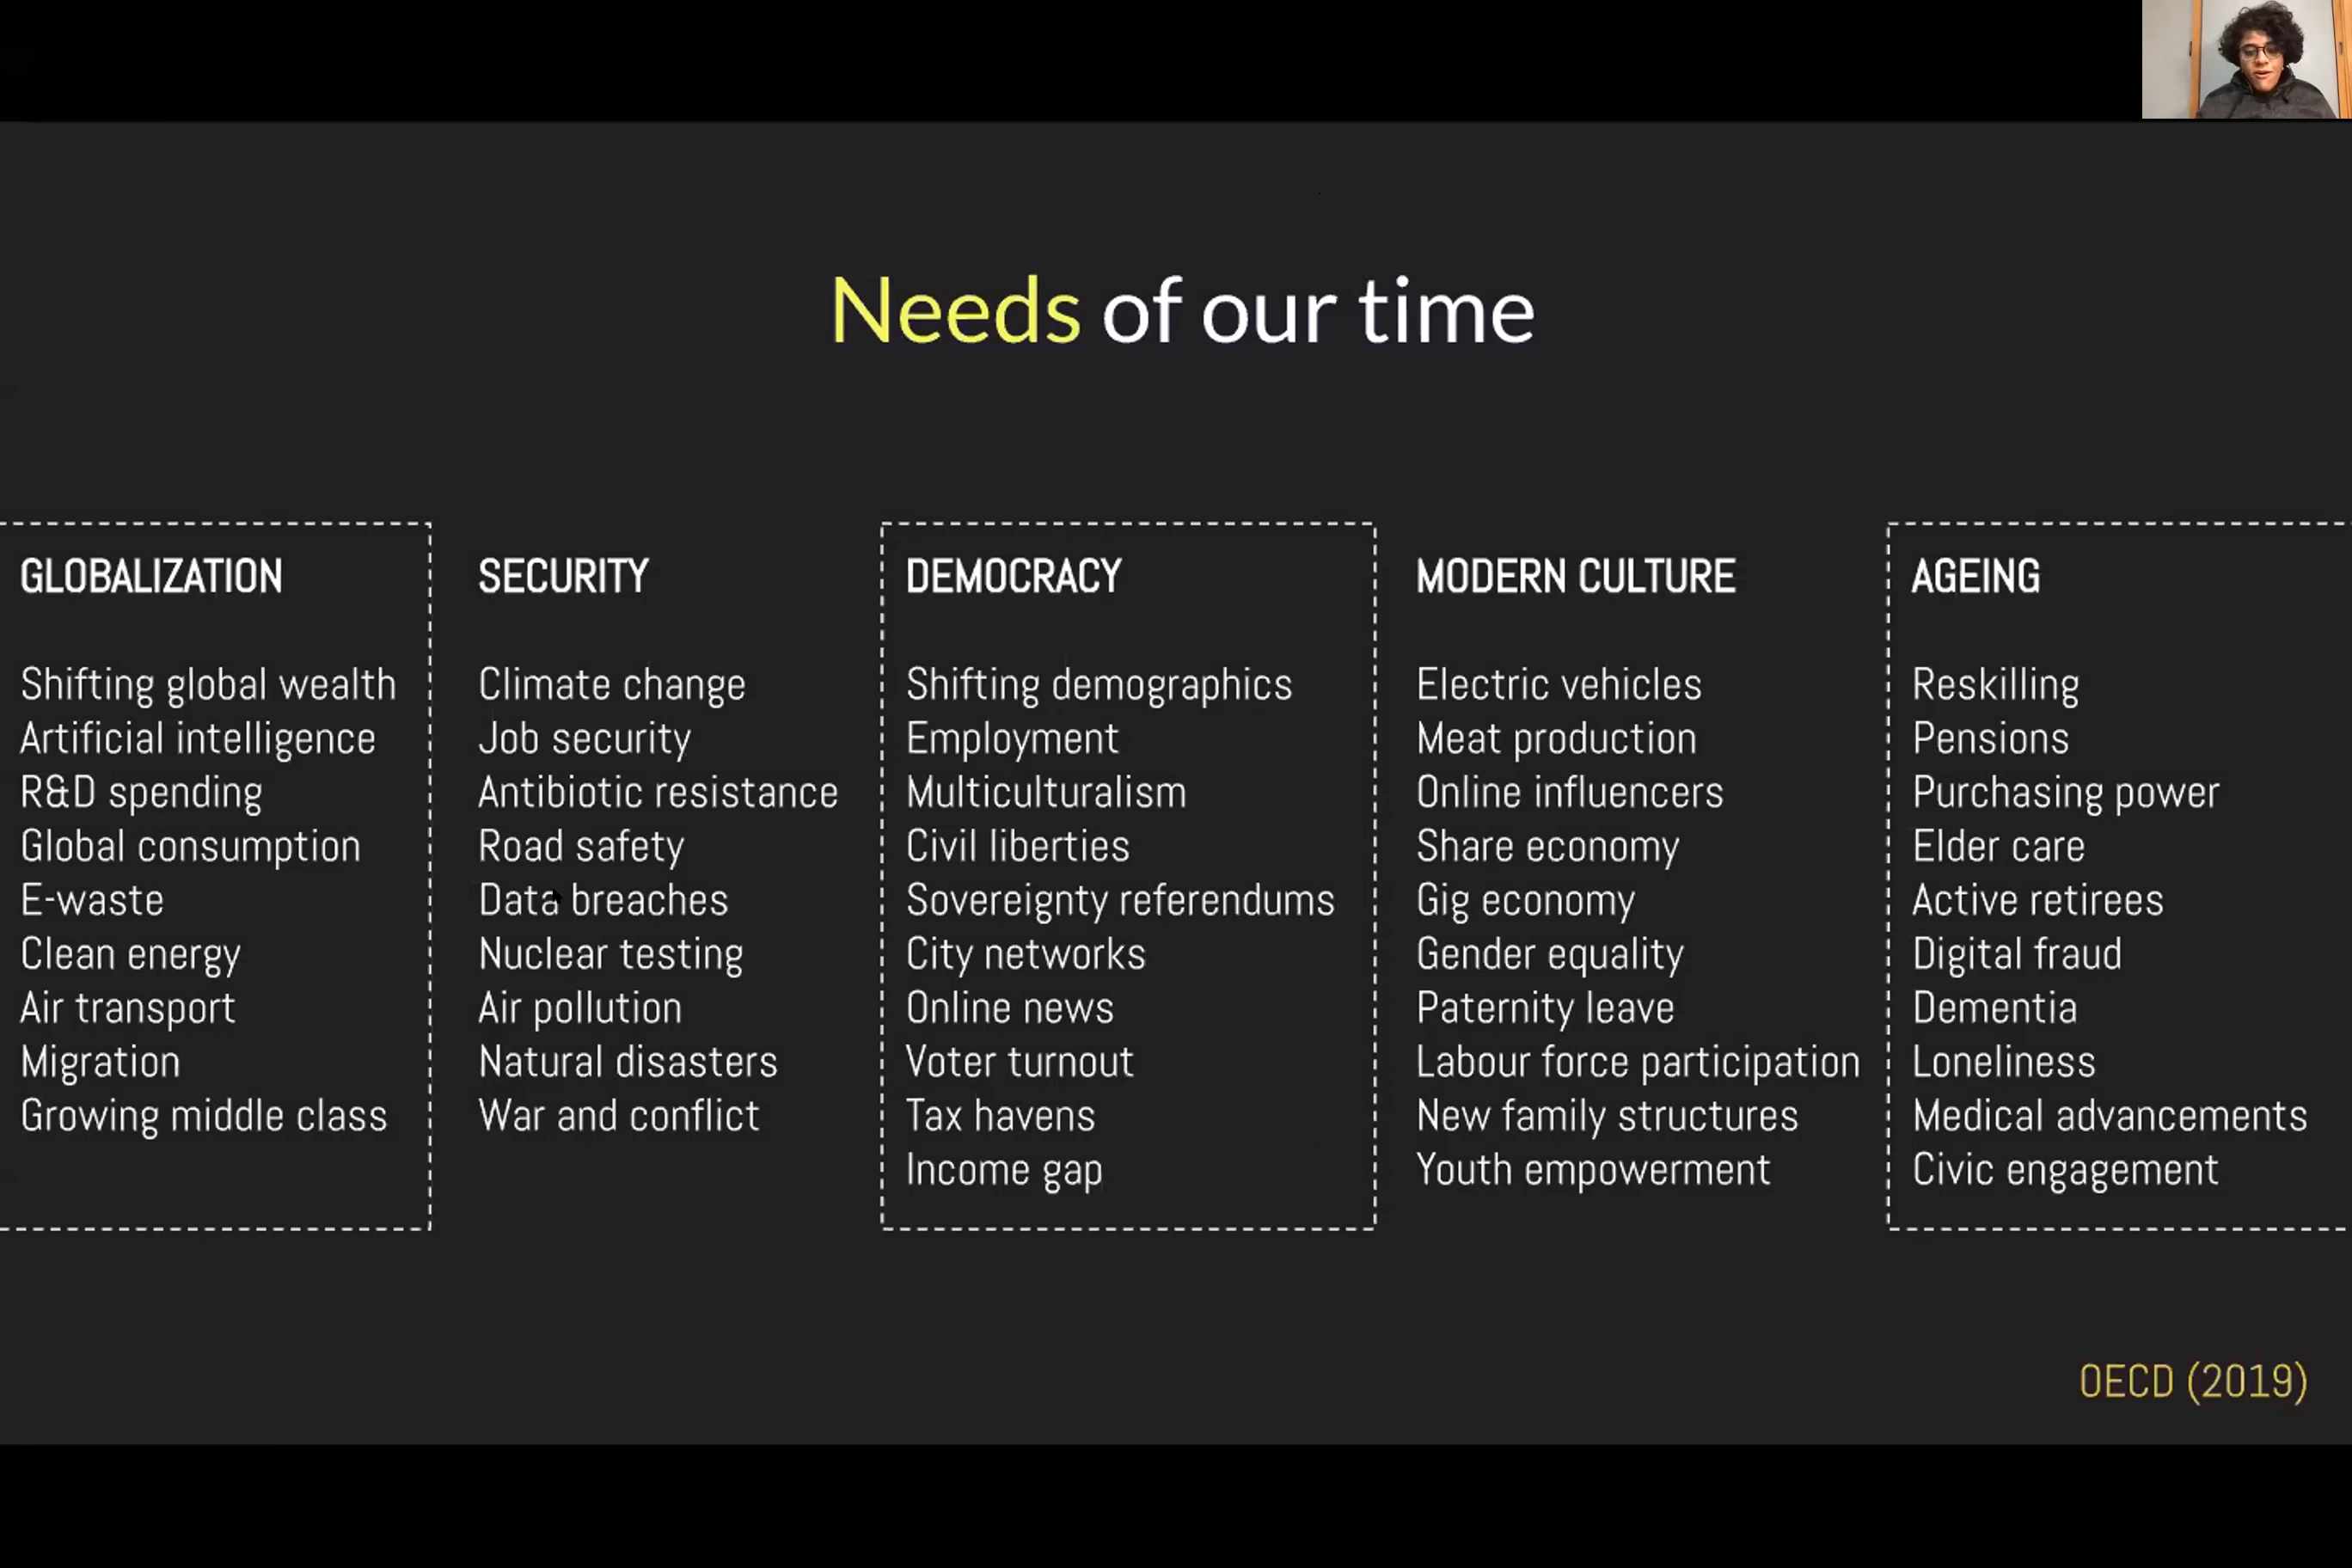 Needs of our time
GLOBALIZATION
Shifting global wealth
Artificial intelligence
R&D spending
Global consumption
E-waste
Clean energy
Air transport
Migration
Growing middle class
SECURITY
Climate change
Job security
Antibiotic resistance
Road safety
Data breaches
Nuclear testing
Air pollution
Natural disasters
War and conflict
DEMOCRACY
Shifting demographics
Employment
Multiculturalism
Civil liberties
Sovereignty referendums
City networks
Online news
Voter turnout
Tax havens
Income gap
MODERN CULTURE
Electric vehicles
Meat production
Online influencers
Share economy
Gig economy
Gender equality
Paternity leave
Labour force participation
New family structures
Youth empowerment
AGEING
Reskilling
Pensions
Purchasing power
Elder care
Active retirees
Digital fraud
Dementia
Loneliness
Medical advancements
Civic engagement
OECD (2019)